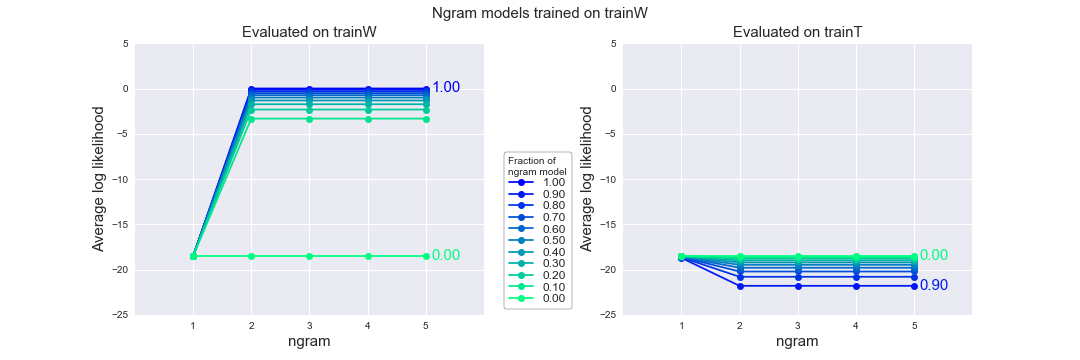 Ngram models trained on trainW
Evaluated on trainW
5
0
−5
−10
−15
−20
−25
Average log likelihood
1.00
0.00
1 2 3 4 5
ngram
Fraction of
ngram model
1.00
0.90
0.80
0.70
0.60
0.50
0.40
0.30
0.20
0.10
0.00
Evaluated on trainT
5
0
−5
−10
−15
−20
−25
Average log likelihood
0.00
0.90
1 2 3 4 5
ngram